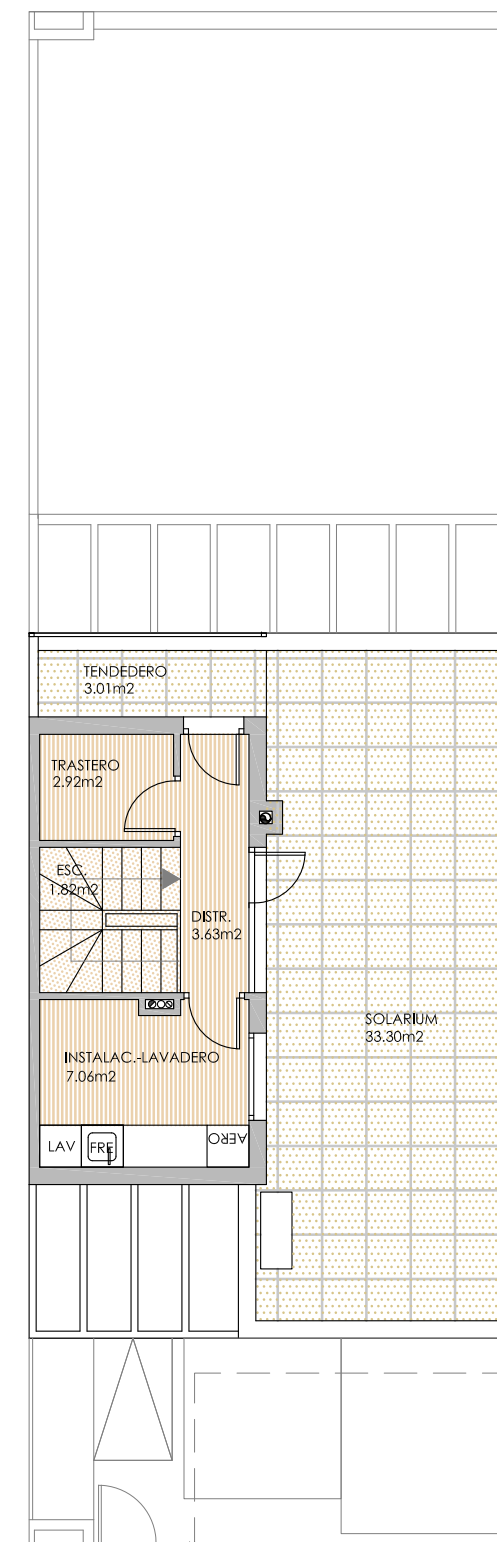 TENDEDERO
3.01m2
TRASTERO
2.92m2
ESC.
1.82m2
DISTR.
3.63m2
SOLARIUM
33.30m2
INSTALAC.-LAVADERO
7.06m2
LAV
FRE
AERO